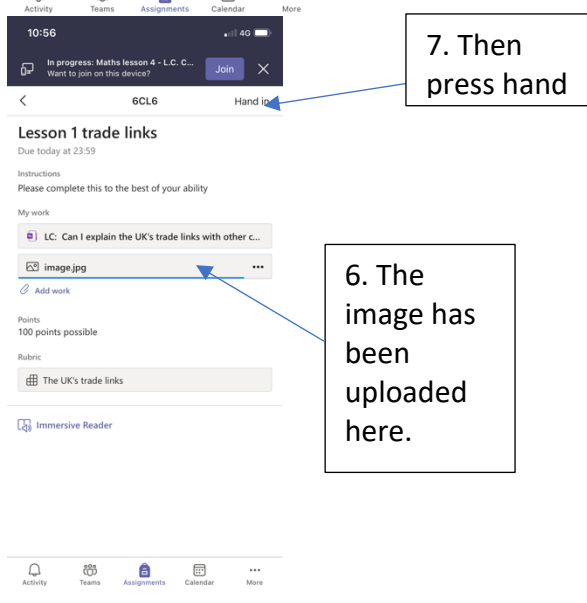 Activity Teams Assignments Calendar More
10:56 4G
In progress: Maths lesson 4 - L.C. C...
Want to join on this device?
Join
6CL6 Hand in
Lesson 1 trade links
Due today at 23:59
Instructions
Please complete this to the best of your ability
My work
LC: Can I explain the UK's trade links with other c...
image.jpg
Add work
Points
100 points possible
Rubric
The UK's trade links
Immersive Reader
Activity Teams Assignments Calendar More
7. Then
press hand
6. The
image has
been
uploaded
here.